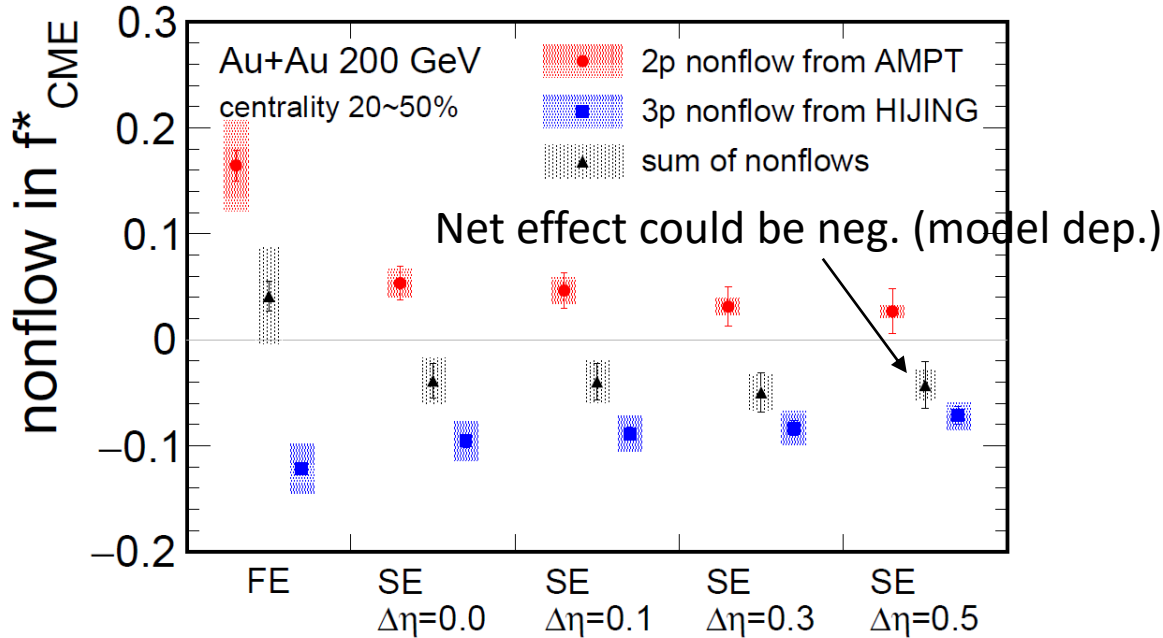 nonflow in f*CME
0.3
0.2
0.1
0
−0.1
−0.2
Au+Au 200 GeV
centrality 20~50%
2p nonflow from AMPT
3p nonflow from HIJING
sum of nonflows
Net effect could be neg. (model dep.)
FE
SE
Δη=0.0
SE
Δη=0.1
SE
Δη=0.3
SE
Δη=0.5